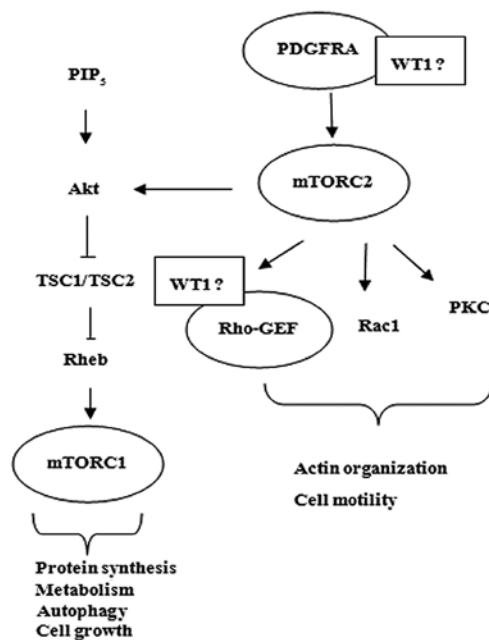 PDGFRA
WT1 ?
PIP5
mTORC2
Akt
TSC1/TSC2
WT1 ?
Rho-GEF
Rac1
PKC
Rheb
mTORC1
Actin organization
Cell motility
Protein synthesis
Metabolism
Autophagy
Cell growth